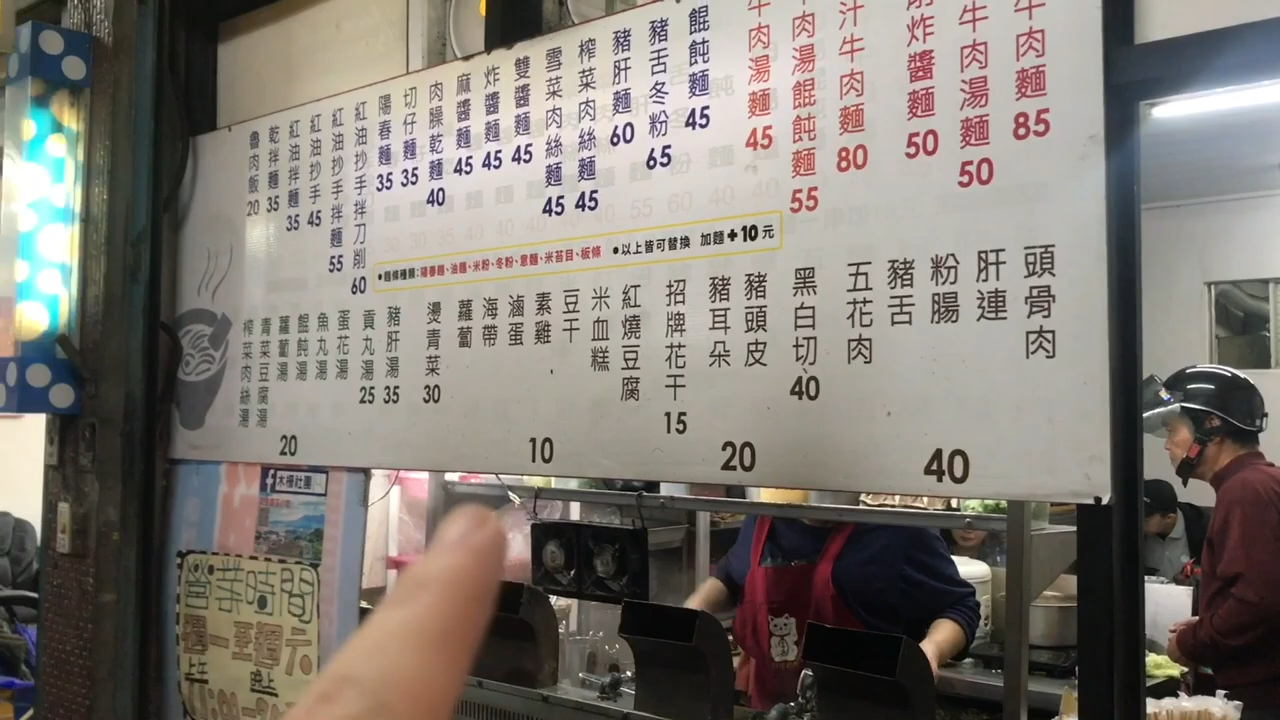 魯肉飯 20
乾拌麵 35
紅油拌麵 35
紅油抄手 45
紅油抄手拌麵 55
紅油抄手拌刀削 60
陽春麵 35
切仔麵 35
肉臊乾麵 40
麻醬麵 45
炸醬麵 45
雙醬麵 45
雪菜肉絲麵 45
榨菜肉絲麵 45
豬肝麵 60
豬舌冬粉 65
餛飩麵 45
牛肉湯麵 45
牛肉湯餛飩麵 55
汁牛肉麵 80
炸醬麵 50
牛肉湯麵 50
牛肉麵 85
•麵條種類:陽春麵、油麵、米粉、冬粉、意麵、米苔目、板條 •以上皆可替換 加麵+10元
榨菜肉絲湯
青菜豆腐湯
蘿蔔湯
餛飩湯
魚丸湯
蛋花湯
20
貢丸湯 25
豬肝湯 35
燙青菜 30
蘿蔔
海帶
滷蛋
素雞
豆干
米血糕
紅燒豆腐
10
招牌花干 15
豬耳朵
豬頭皮
20
黑白切 40
五花肉
豬舌
粉腸
肝連
頭骨肉
40
木柵社團
營業時間
週一至週六
上午 晚上